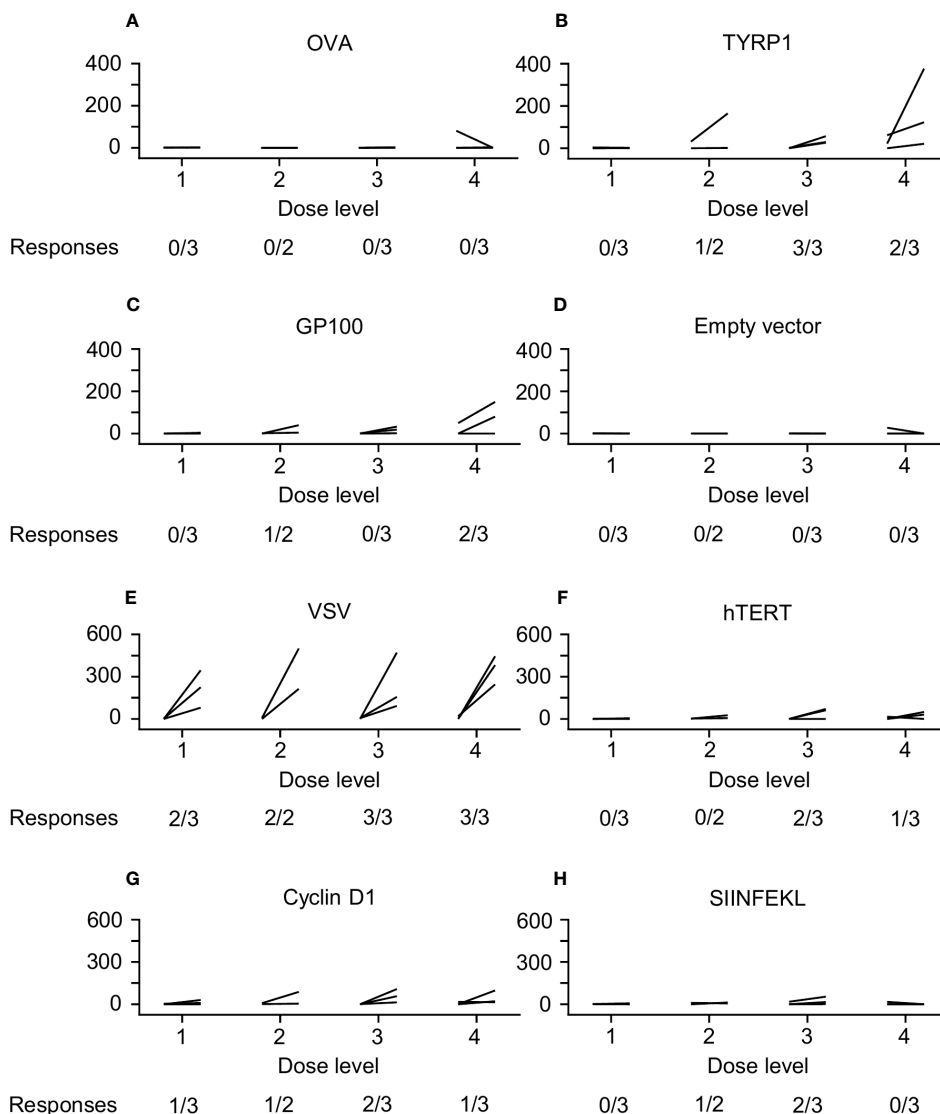 A
OVA
400
200
0
1 2 3 4
Dose level
Responses 0/3 0/2 0/3 0/3
B
TYRP1
400
200
0
1 2 3 4
Dose level
0/3 1/2 3/3 2/3
C
GP100
400
200
0
1 2 3 4
Dose level
Responses 0/3 1/2 0/3 2/3
D
Empty vector
400
200
0
1 2 3 4
Dose level
0/3 0/2 0/3 0/3
E
VSV
600
300
0
1 2 3 4
Dose level
Responses 2/3 2/2 3/3 3/3
F
hTERT
600
300
0
1 2 3 4
Dose level
0/3 0/2 2/3 1/3
G
Cyclin D1
600
300
0
1 2 3 4
Dose level
Responses 1/3 1/2 2/3 1/3
H
SIINFEKL
600
300
0
1 2 3 4
Dose level
0/3 1/2 2/3 0/3